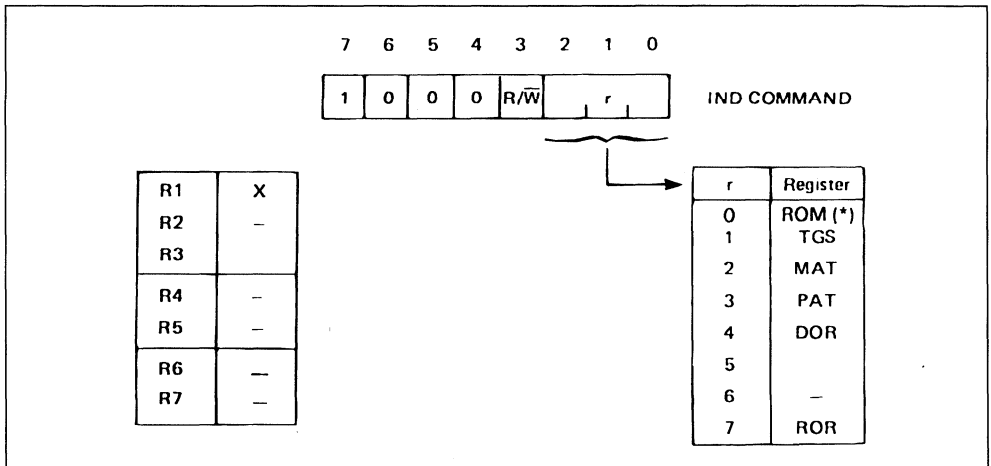 7 6 5 4 3 2 1 0
1 0 0 0 R/W̅ r IND COMMAND
R1 X
R2 –
R3
R4 –
R5 –
R6 –
R7 –
r Register
0 ROM (*)
1 TGS
2 MAT
3 PAT
4 DOR
5
6 –
7 ROR